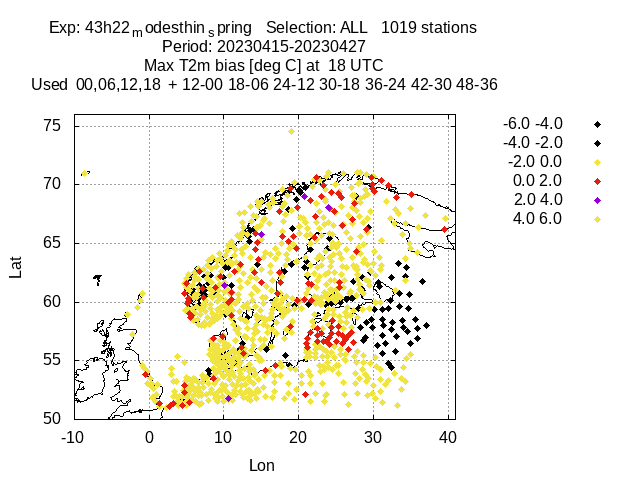 Exp: 43h22modesthinspring   Selection: ALL   1019 stations
Period: 20230415-20230427
Max T2m bias [deg C] at  18 UTC
Used  00,06,12,18  + 12-00 18-06 24-12 30-18 36-24 42-30 48-36
-6.0 -4.0
-4.0 -2.0
-2.0 0.0
0.0 2.0
2.0 4.0
4.0 6.0
75
70
65
60
55
50
Lat
-10 0 10 20 30 40
Lon